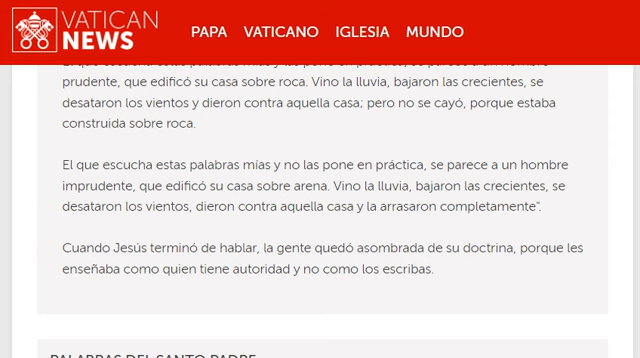 VATICAN
NEWS
PAPA VATICANO IGLESIA MUNDO
prudente, que edificó su casa sobre roca. Vino la lluvia, bajaron las crecientes, se
desataron los vientos y dieron contra aquella casa; pero no se cayó, porque estaba
construida sobre roca.
El que escucha estas palabras mías y no las pone en práctica, se parece a un hombre
imprudente, que edificó su casa sobre arena. Vino la lluvia, bajaron las crecientes, se
desataron los vientos, dieron contra aquella casa y la arrasaron completamente".
Cuando Jesús terminó de hablar, la gente quedó asombrada de su doctrina, porque les
enseñaba como quien tiene autoridad y no como los escribas.
PALABRAS DEL SANTO PADRE